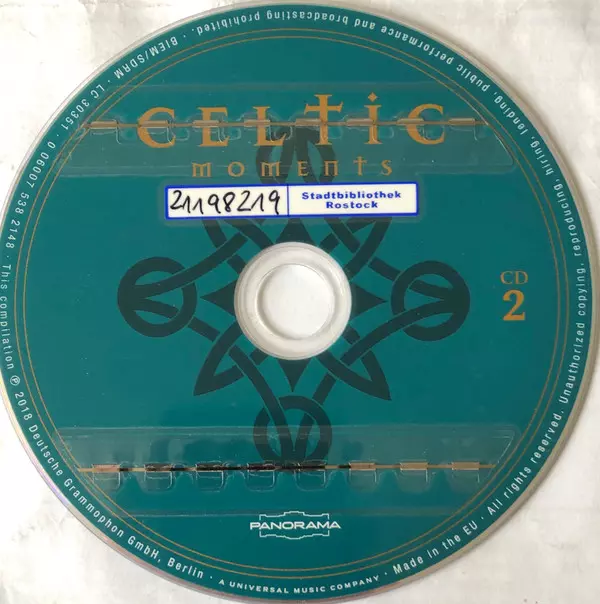 CELTIC
MOMENTS
21198219
Stadtbibliothek
Rostock
CD
2
PANORAMA
A UNIVERSAL MUSIC COMPANY
B|EM/SDRM · LC 30351 · 0 06007 538 2148 · This compilation ℗ 2018 Deutsche Grammophon GmbH, Berlin · Made in the EU · All rights reserved. Unauthorized copying, reproducing, hiring, lending, public performance and broadcasting prohibited.